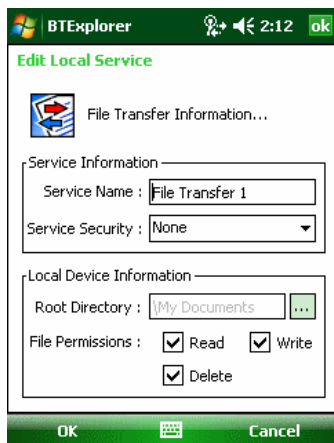 BTExplorer 2:12 ok
Edit Local Service
File Transfer Information...
Service Information
Service Name : File Transfer 1
Service Security : None
Local Device Information
Root Directory : \My Documents ...
File Permissions : Read Write
Delete
OK Cancel